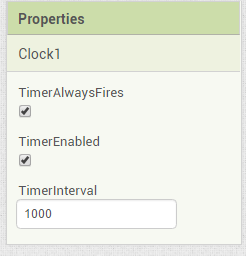 Properties
Clock1
TimerAlwaysFires
TimerEnabled
TimerInterval
1000